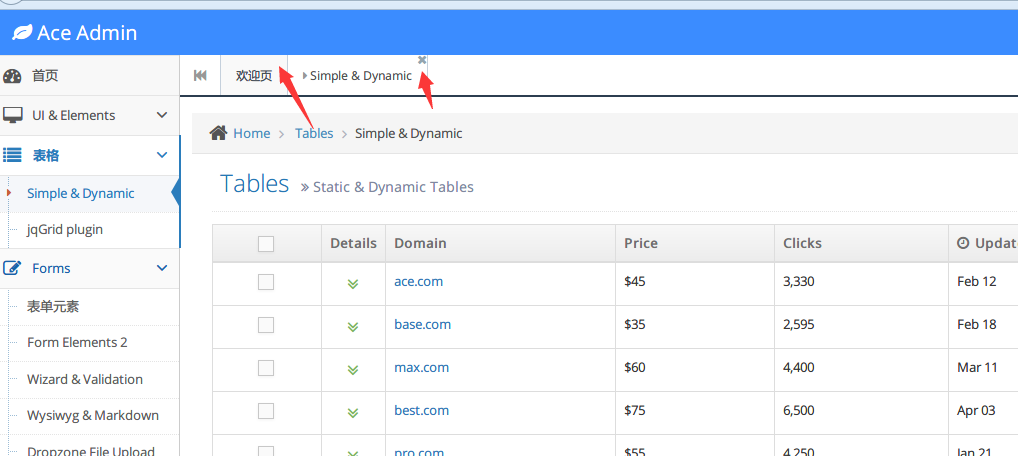 Ace Admin
首页
UI & Elements
表格
Simple & Dynamic
jqGrid plugin
Forms
表单元素
Form Elements 2
Wizard & Validation
Wysiwyg & Markdown
Dropzone File Upload
欢迎页 Simple & Dynamic
Home Tables Simple & Dynamic
Tables Static & Dynamic Tables
Details Domain Price Clicks Updat
ace.com $45 3,330 Feb 12
base.com $35 2,595 Feb 18
max.com $60 4,400 Mar 11
best.com $75 6,500 Apr 03
pro.com $55 4,250 Jan 21